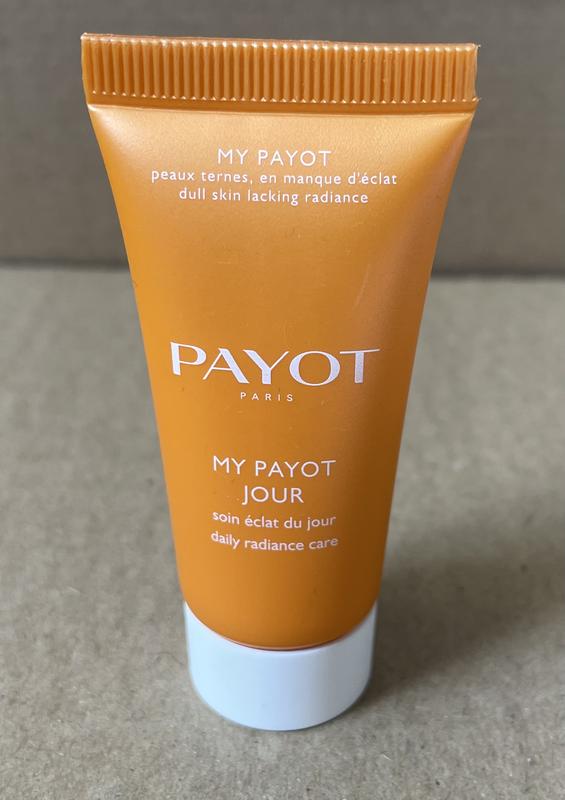 MY PAYOT
peaux ternes, en manque d'éclat
dull skin lacking radiance
PAYOT
PARIS
MY PAYOT
JOUR
soin éclat du jour
daily radiance care